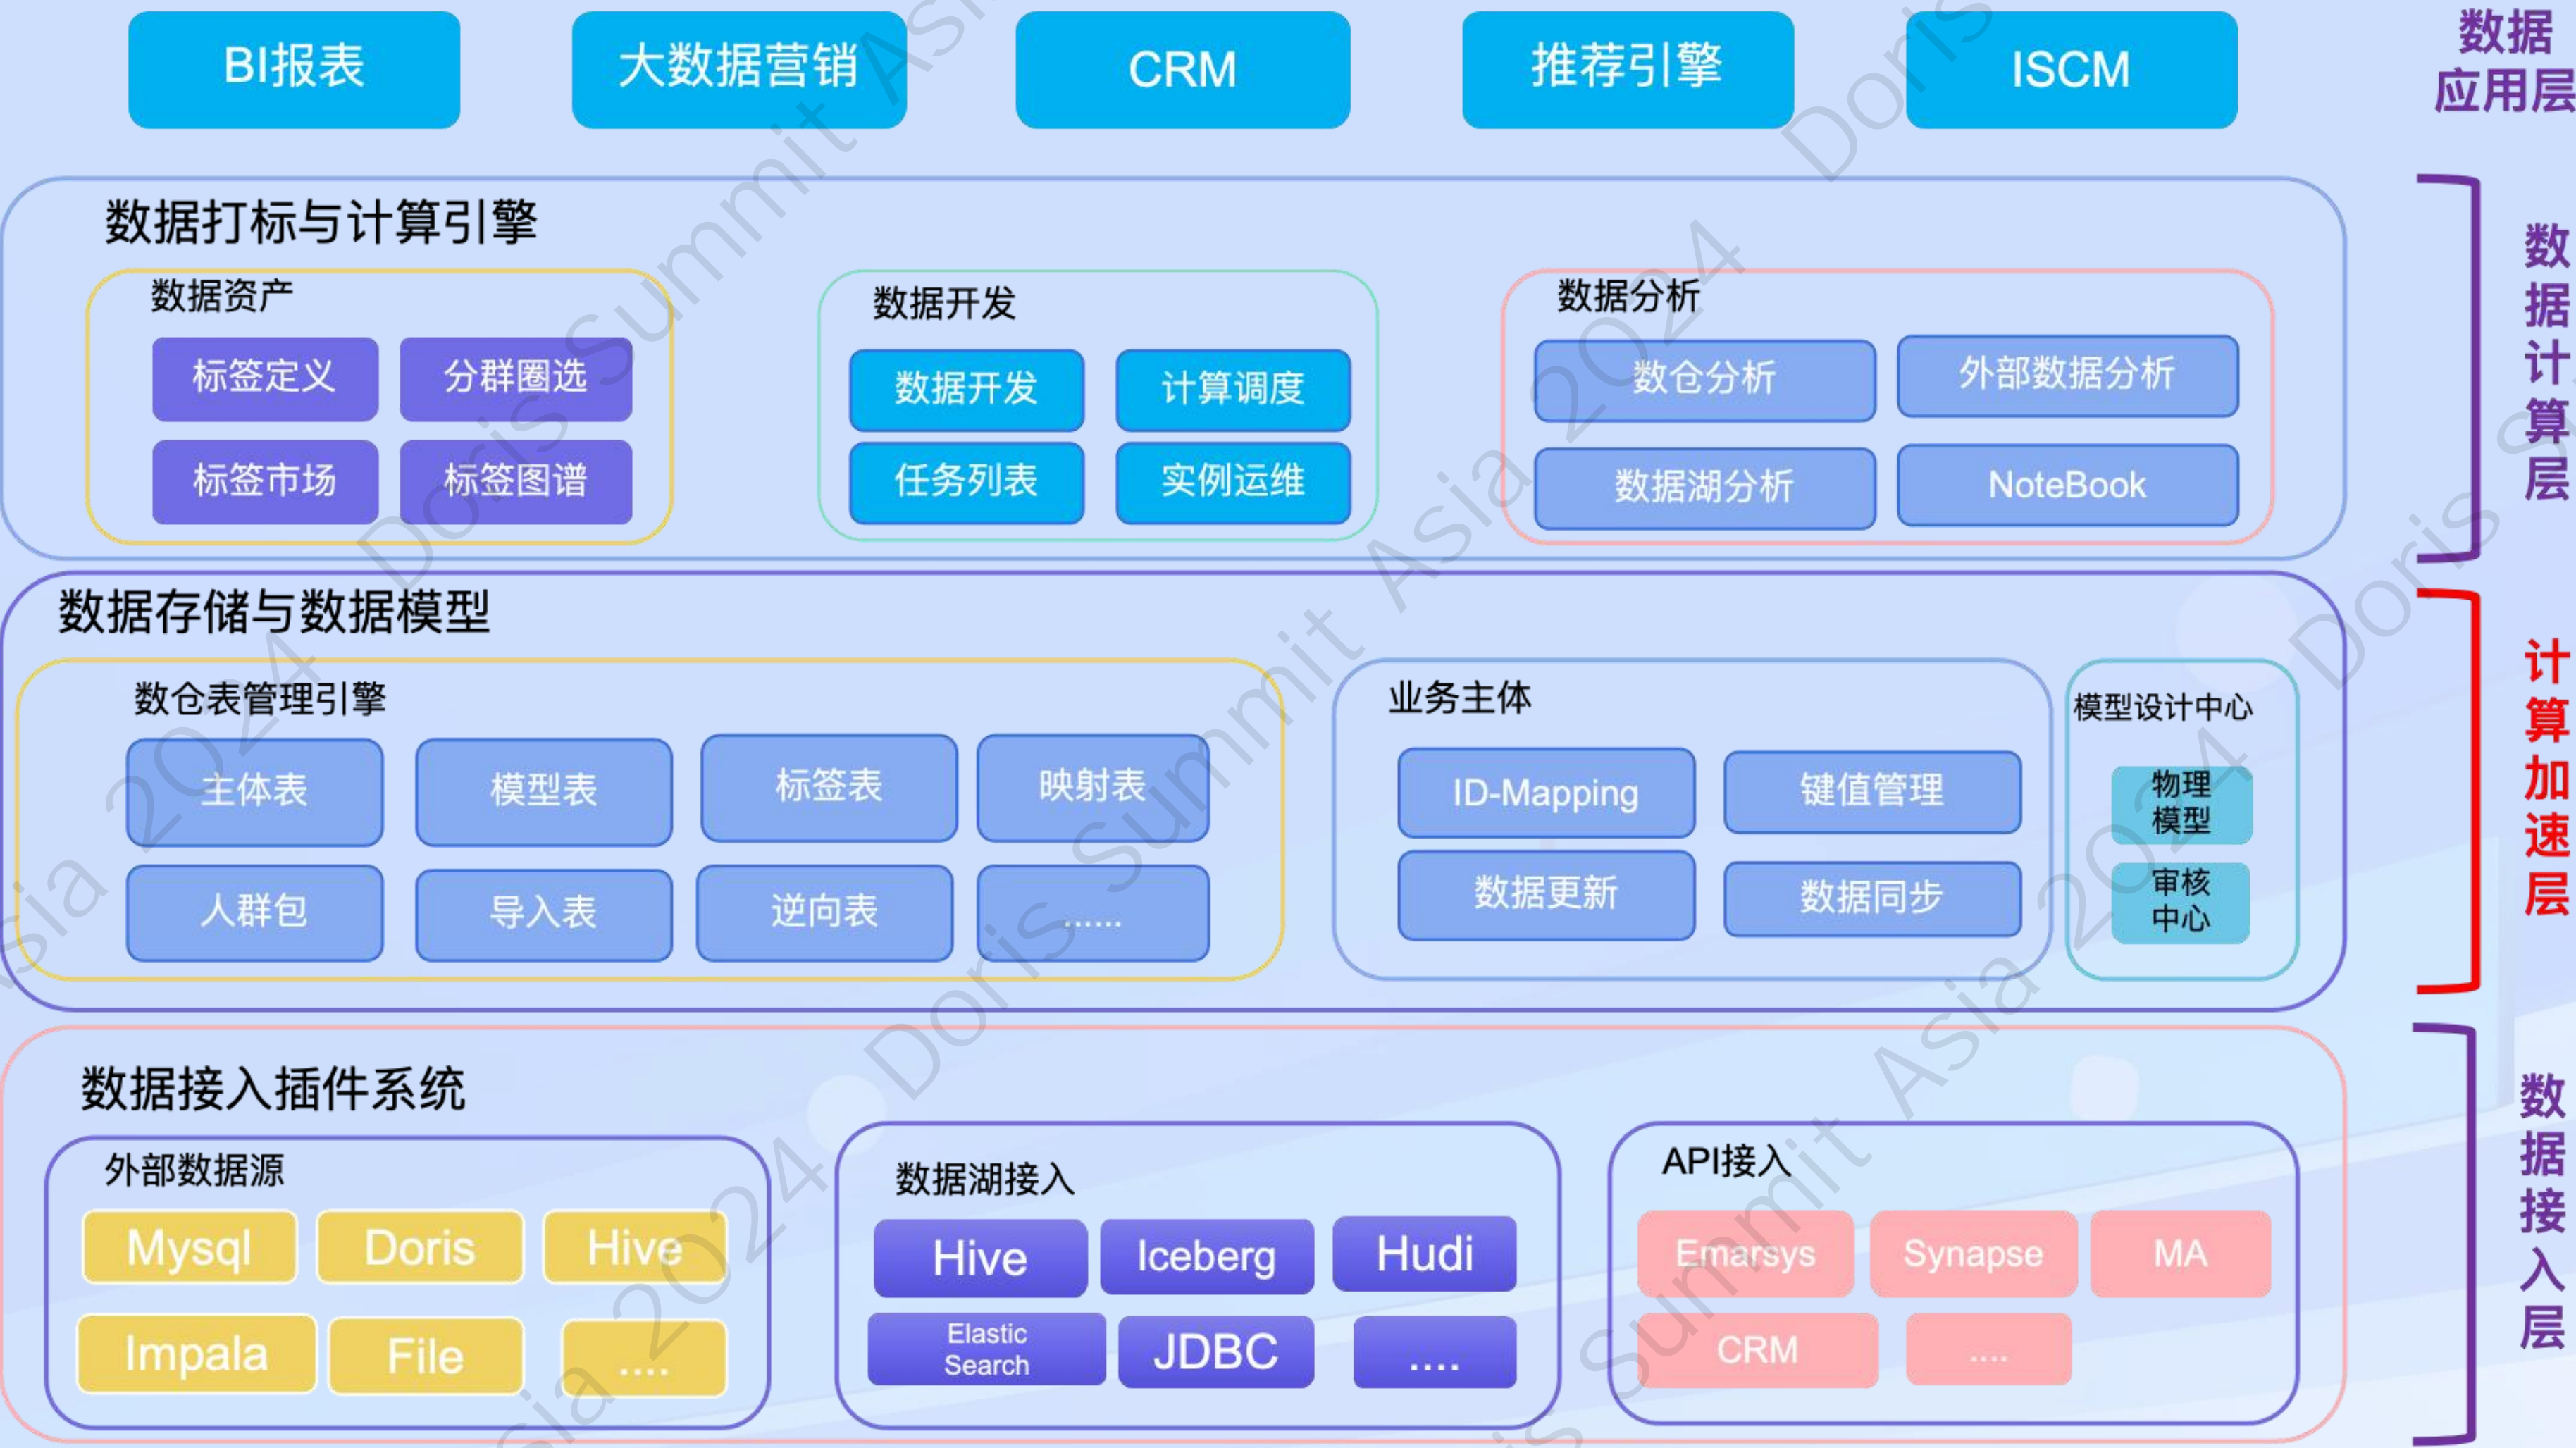 BI报表
大数据营销
CRM
推荐引擎
ISCM
数据
应用层
数据打标与计算引擎
数据资产
标签定义
分群圈选
标签市场
标签图谱
数据开发
数据开发
计算调度
任务列表
实例运维
数据分析
数仓分析
外部数据分析
数据湖分析
NoteBook
数据计算层
数据存储与数据模型
数仓表管理引擎
主体表
模型表
标签表
映射表
人群包
导入表
逆向表
......
业务主体
ID-Mapping
键值管理
数据更新
数据同步
模型设计中心
物理
模型
审核
中心
计算加速层
数据接入插件系统
外部数据源
Mysql
Doris
Hive
Impala
File
....
数据湖接入
Hive
Iceberg
Hudi
Elastic
Search
JDBC
....
API接入
Emarsys
Synapse
MA
CRM
....
数据接入层
Doris Summit Asia 2024
Doris Summit Asia 2024
Doris Summit Asia 2024